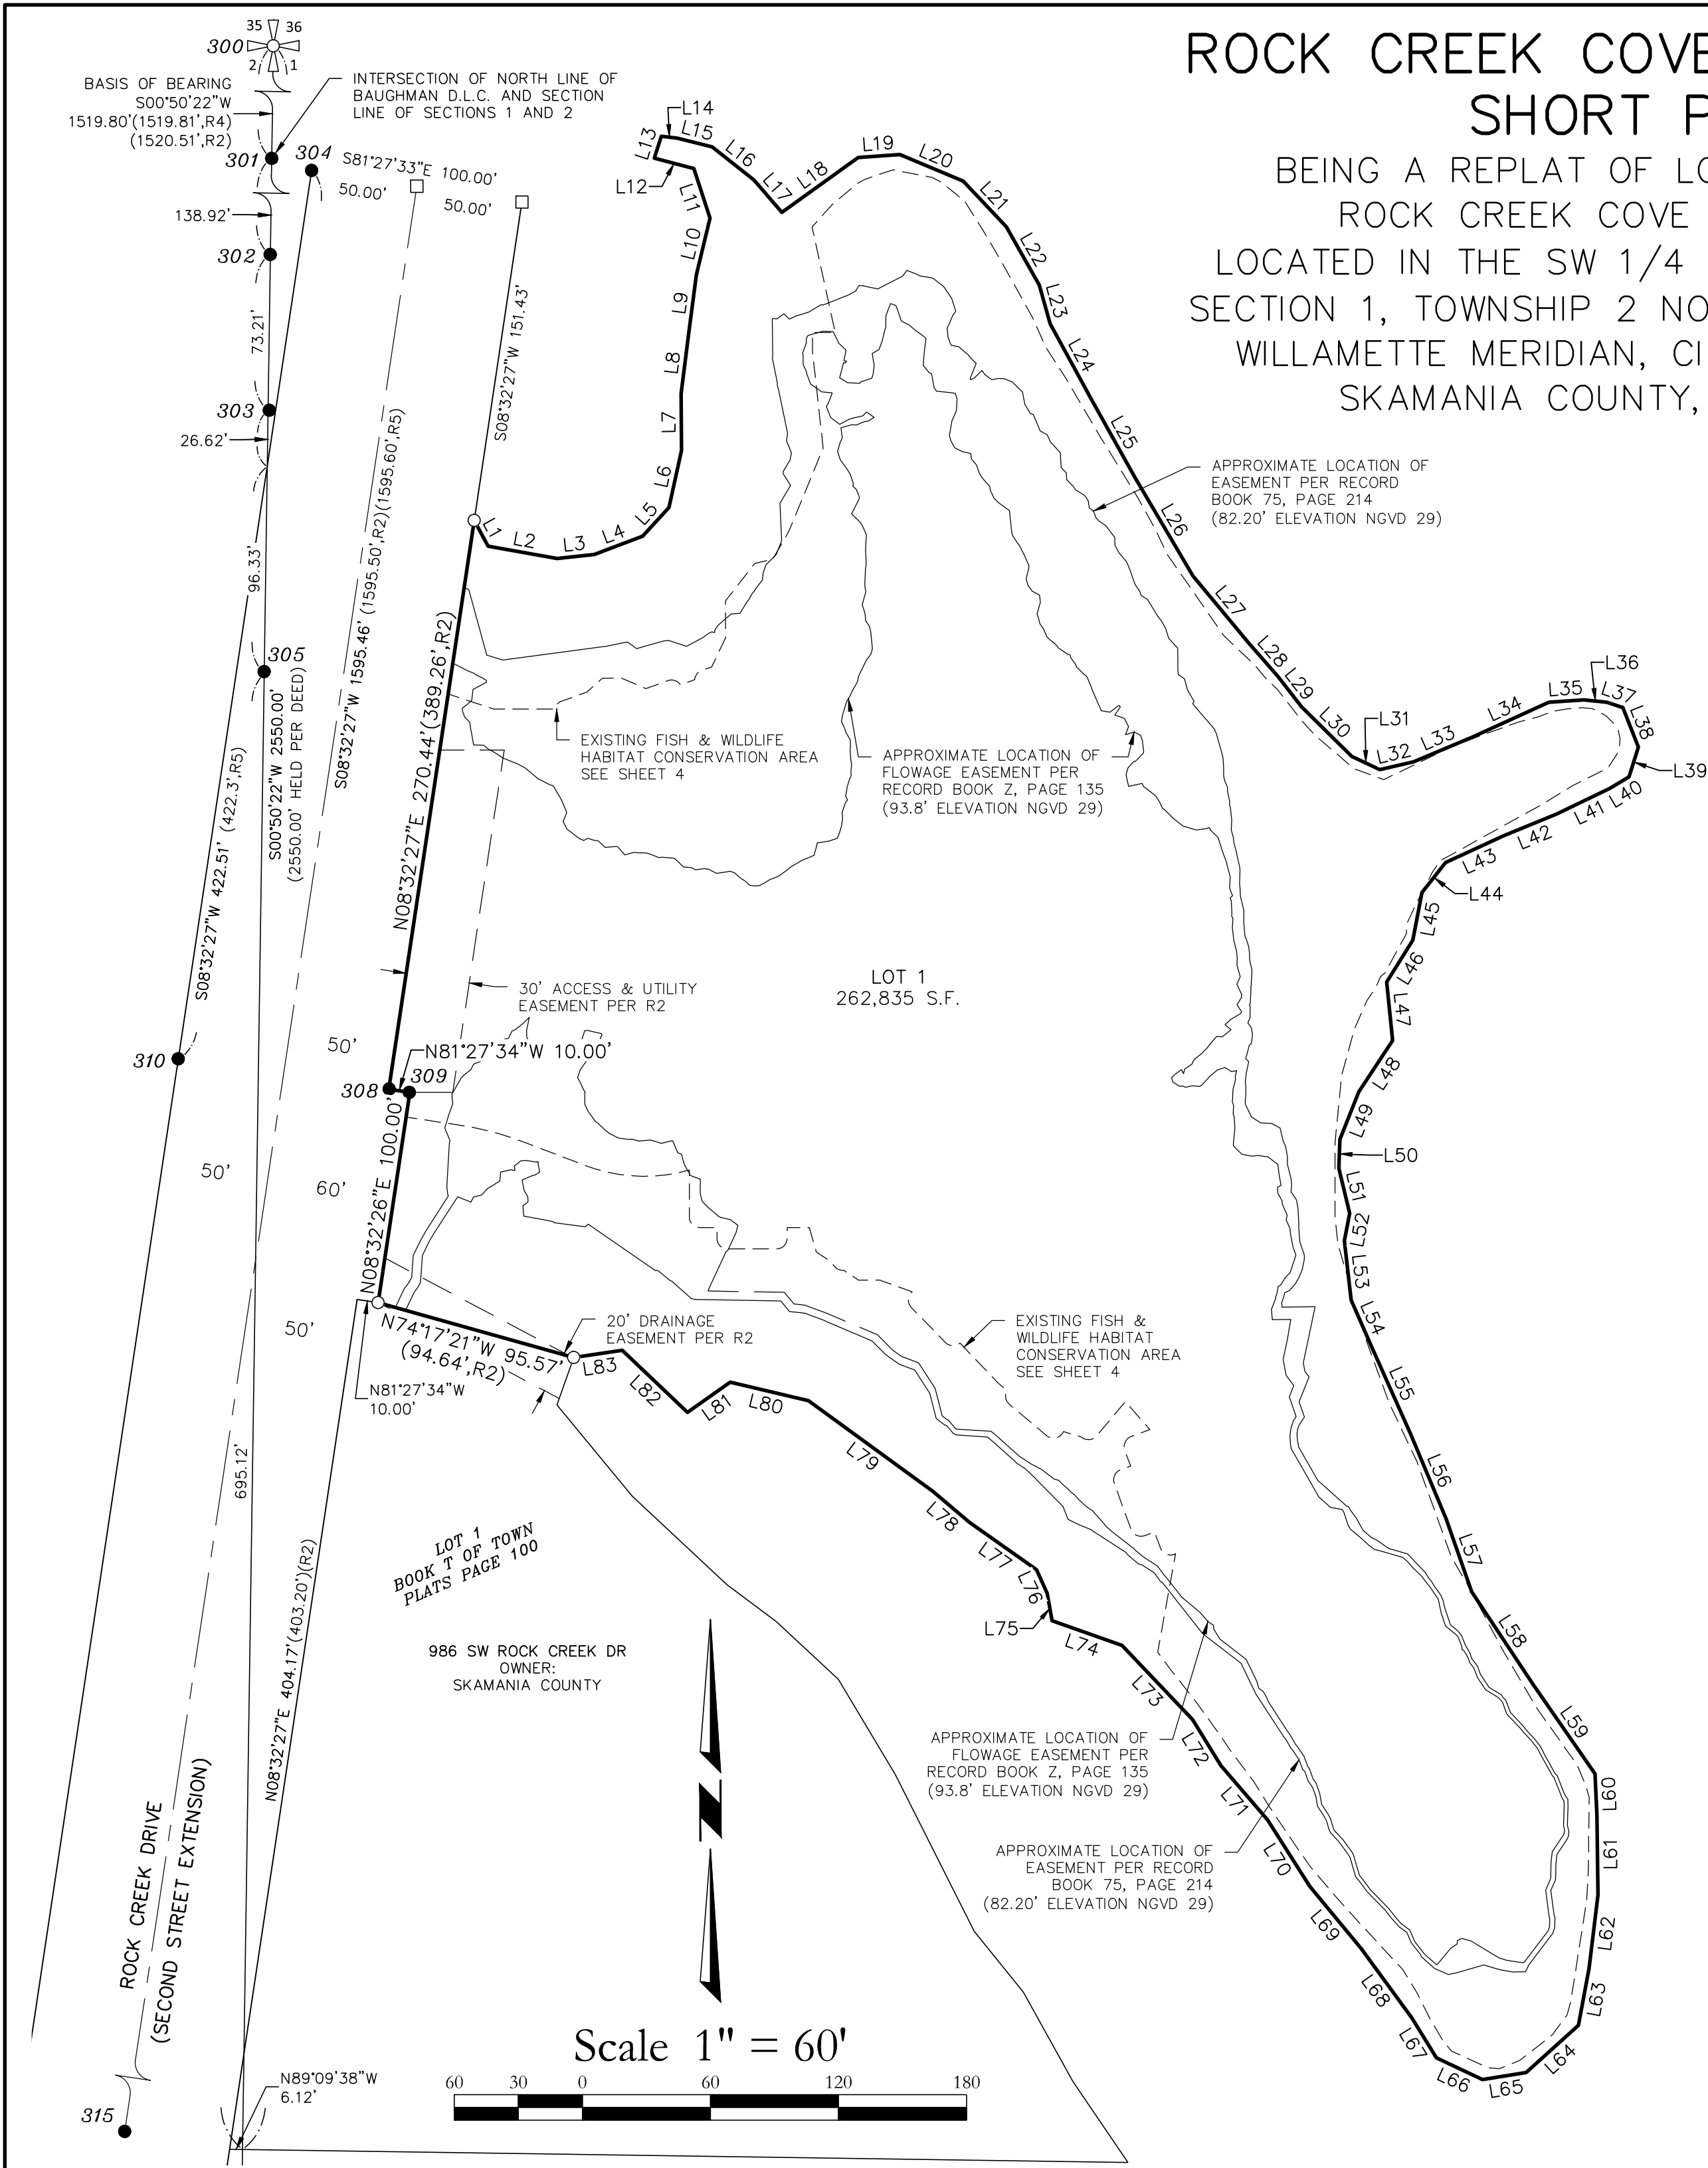 ROCK CREEK COVE
SHORT P
BEING A REPLAT OF LO
ROCK CREEK COVE
LOCATED IN THE SW 1/4
SECTION 1, TOWNSHIP 2 NO
WILLAMETTE MERIDIAN, CI
SKAMANIA COUNTY,
35 36
300
2 1
BASIS OF BEARING
S00°50'22"W
1519.80'(1519.81',R4)
(1520.51',R2)
INTERSECTION OF NORTH LINE OF
BAUGHMAN D.L.C. AND SECTION
LINE OF SECTIONS 1 AND 2
301
304
S81°27'33"E 100.00'
50.00'
50.00'
138.92'
302
73.21'
303
26.62'
96.33'
305
S00°50'22"W 2550.00'
(2550.00' HELD PER DEED)
S08°32'27"W 422.51' (422.3',R5)
S08°32'27"W 1595.46' (1595.50',R2)(1595.60',R5)
S08°32'27"W 151.43'
N08°32'27"E 270.44'(389.26',R2)
L1
L2
L3
L4
L5
L6
L7
L8
L9
L10
L11
L12
L13
L14
L15
L16
L17
L18
L19
L20
L21
L22
L23
L24
L25
L26
L27
L28
L29
L30
L31
L32
L33
L34
L35
L36
L37
L38
L39
L40
L41
L42
L43
L44
L45
L46
L47
L48
L49
L50
L51
L52
L53
L54
L55
L56
L57
L58
L59
L60
L61
L62
L63
L64
L65
L66
L67
L68
L69
L70
L71
L72
L73
L74
L75
L76
L77
L78
L79
L80
L81
L82
L83
APPROXIMATE LOCATION OF
EASEMENT PER RECORD
BOOK 75, PAGE 214
(82.20' ELEVATION NGVD 29)
EXISTING FISH & WILDLIFE
HABITAT CONSERVATION AREA
SEE SHEET 4
APPROXIMATE LOCATION OF
FLOWAGE EASEMENT PER
RECORD BOOK Z, PAGE 135
(93.8' ELEVATION NGVD 29)
LOT 1
262,835 S.F.
30' ACCESS & UTILITY
EASEMENT PER R2
50'
N81°27'34"W 10.00'
310
308
309
50'
60'
N08°32'26"E 100.00'
50'
20' DRAINAGE
EASEMENT PER R2
N74°17'21"W 95.57'
(94.64',R2)
N81°27'34"W
10.00'
EXISTING FISH &
WILDLIFE HABITAT
CONSERVATION AREA
SEE SHEET 4
695.12'
N08°32'27"E 404.17'(403.20')(R2)
LOT 1
BOOK T OF TOWN
PLATS PAGE 100
986 SW ROCK CREEK DR
OWNER:
SKAMANIA COUNTY
APPROXIMATE LOCATION OF
FLOWAGE EASEMENT PER
RECORD BOOK Z, PAGE 135
(93.8' ELEVATION NGVD 29)
APPROXIMATE LOCATION OF
EASEMENT PER RECORD
BOOK 75, PAGE 214
(82.20' ELEVATION NGVD 29)
ROCK CREEK DRIVE
(SECOND STREET EXTENSION)
N
Scale 1" = 60'
60 30 0 60 120 180
N89°09'38"W
6.12'
315